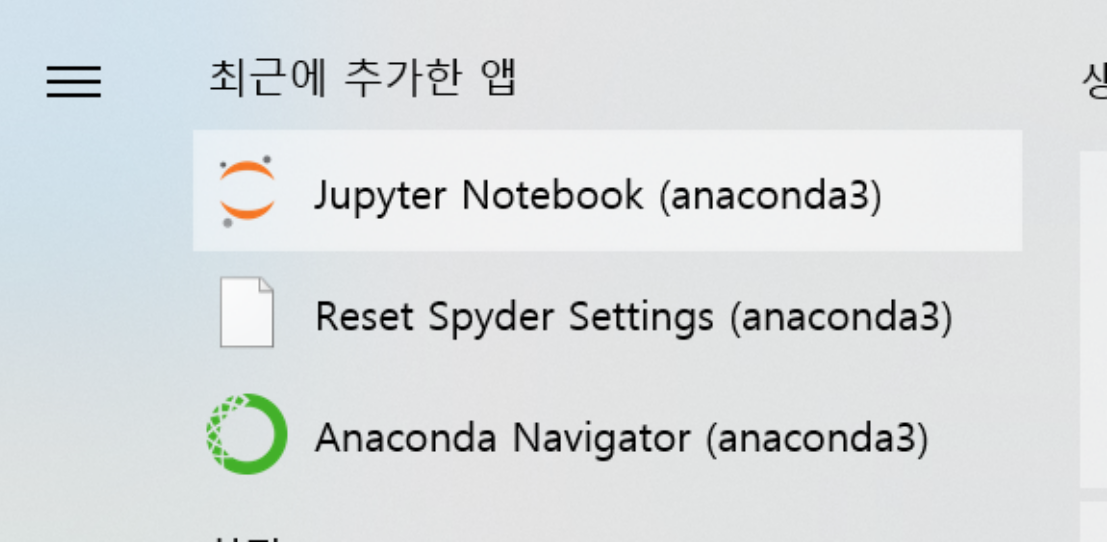 최근에 추가한 앱
Jupyter Notebook (anaconda3)
Reset Spyder Settings (anaconda3)
Anaconda Navigator (anaconda3)